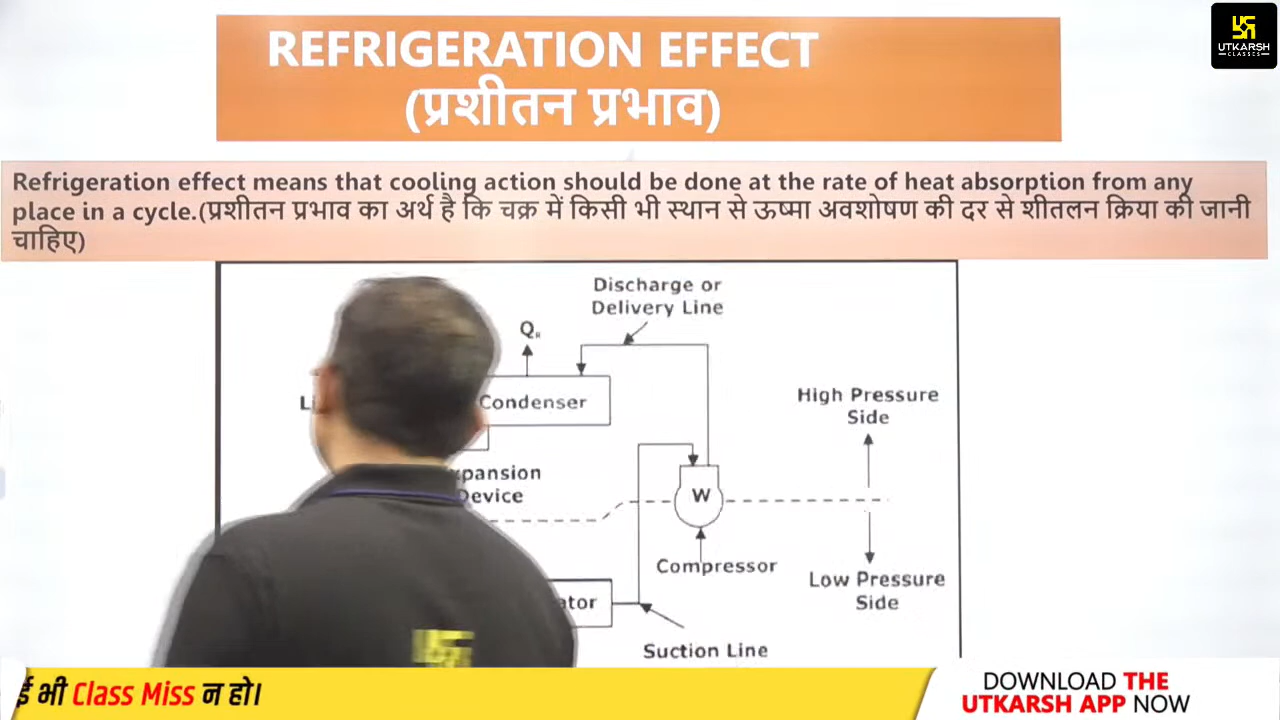 REFRIGERATION EFFECT
(प्रशीतन प्रभाव)
UTKARSH
CLASSES
Refrigeration effect means that cooling action should be done at the rate of heat absorption from any
place in a cycle.(प्रशीतन प्रभाव का अर्थ है कि चक्र में किसी भी स्थान से ऊष्मा अवशोषण की दर से शीतलन क्रिया की जानी
चाहिए)
Discharge or
Delivery Line
Condenser
High Pressure
Side
Device
W
Compressor
Low Pressure
Side
Suction Line
भी Class Miss न हो।
DOWNLOAD THE
UTKARSH APP NOW